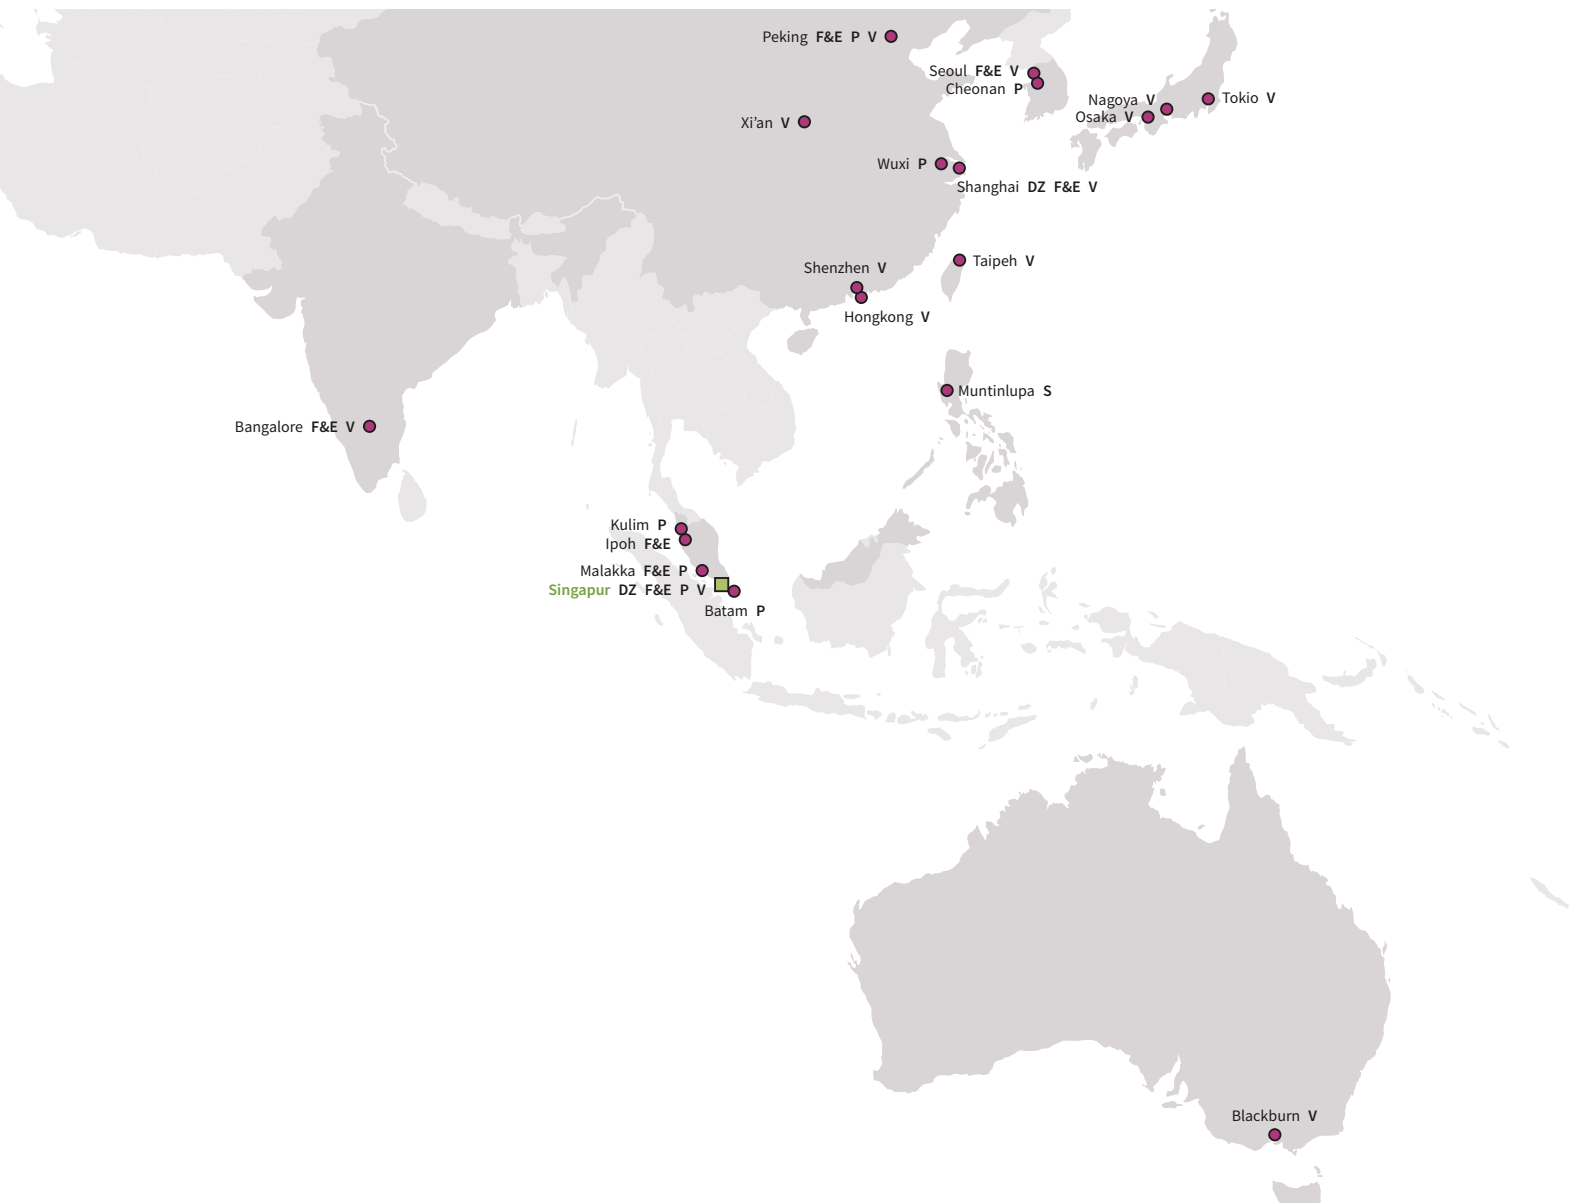 Peking F&E P V
Seoul F&E V
Cheonan P
Nagoya V
Tokio V
Osaka V
Xi’an V
Wuxi P
Shanghai DZ F&E V
Taipeh V
Shenzhen V
Hongkong V
Muntinlupa S
Bangalore F&E V
Kulim P
Ipoh F&E
Malakka F&E P
Singapur DZ F&E P V
Batam P
Blackburn V